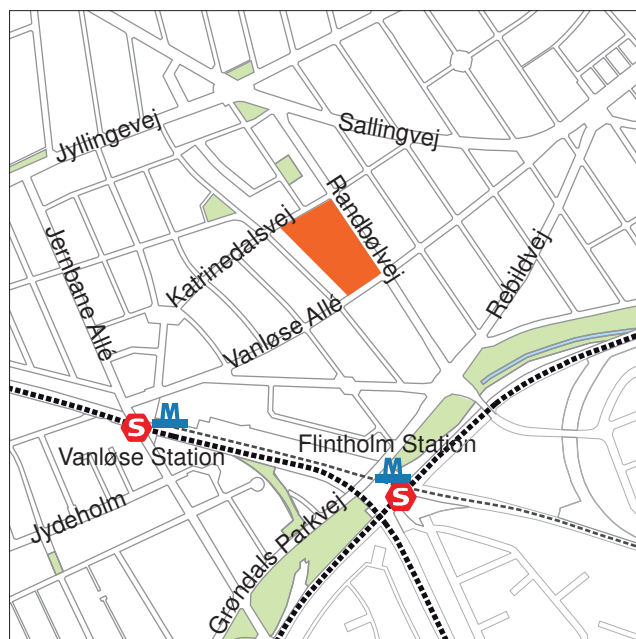 Jyllingevej
Sallingvej
Randbølvej
Katrinedalsvej
Jernbane Allé
Rebildvej
Vanløse Allé
M
S
Vanløse Station
Flintholm Station
M
S
Jydeholm
Grøndals Parkvej